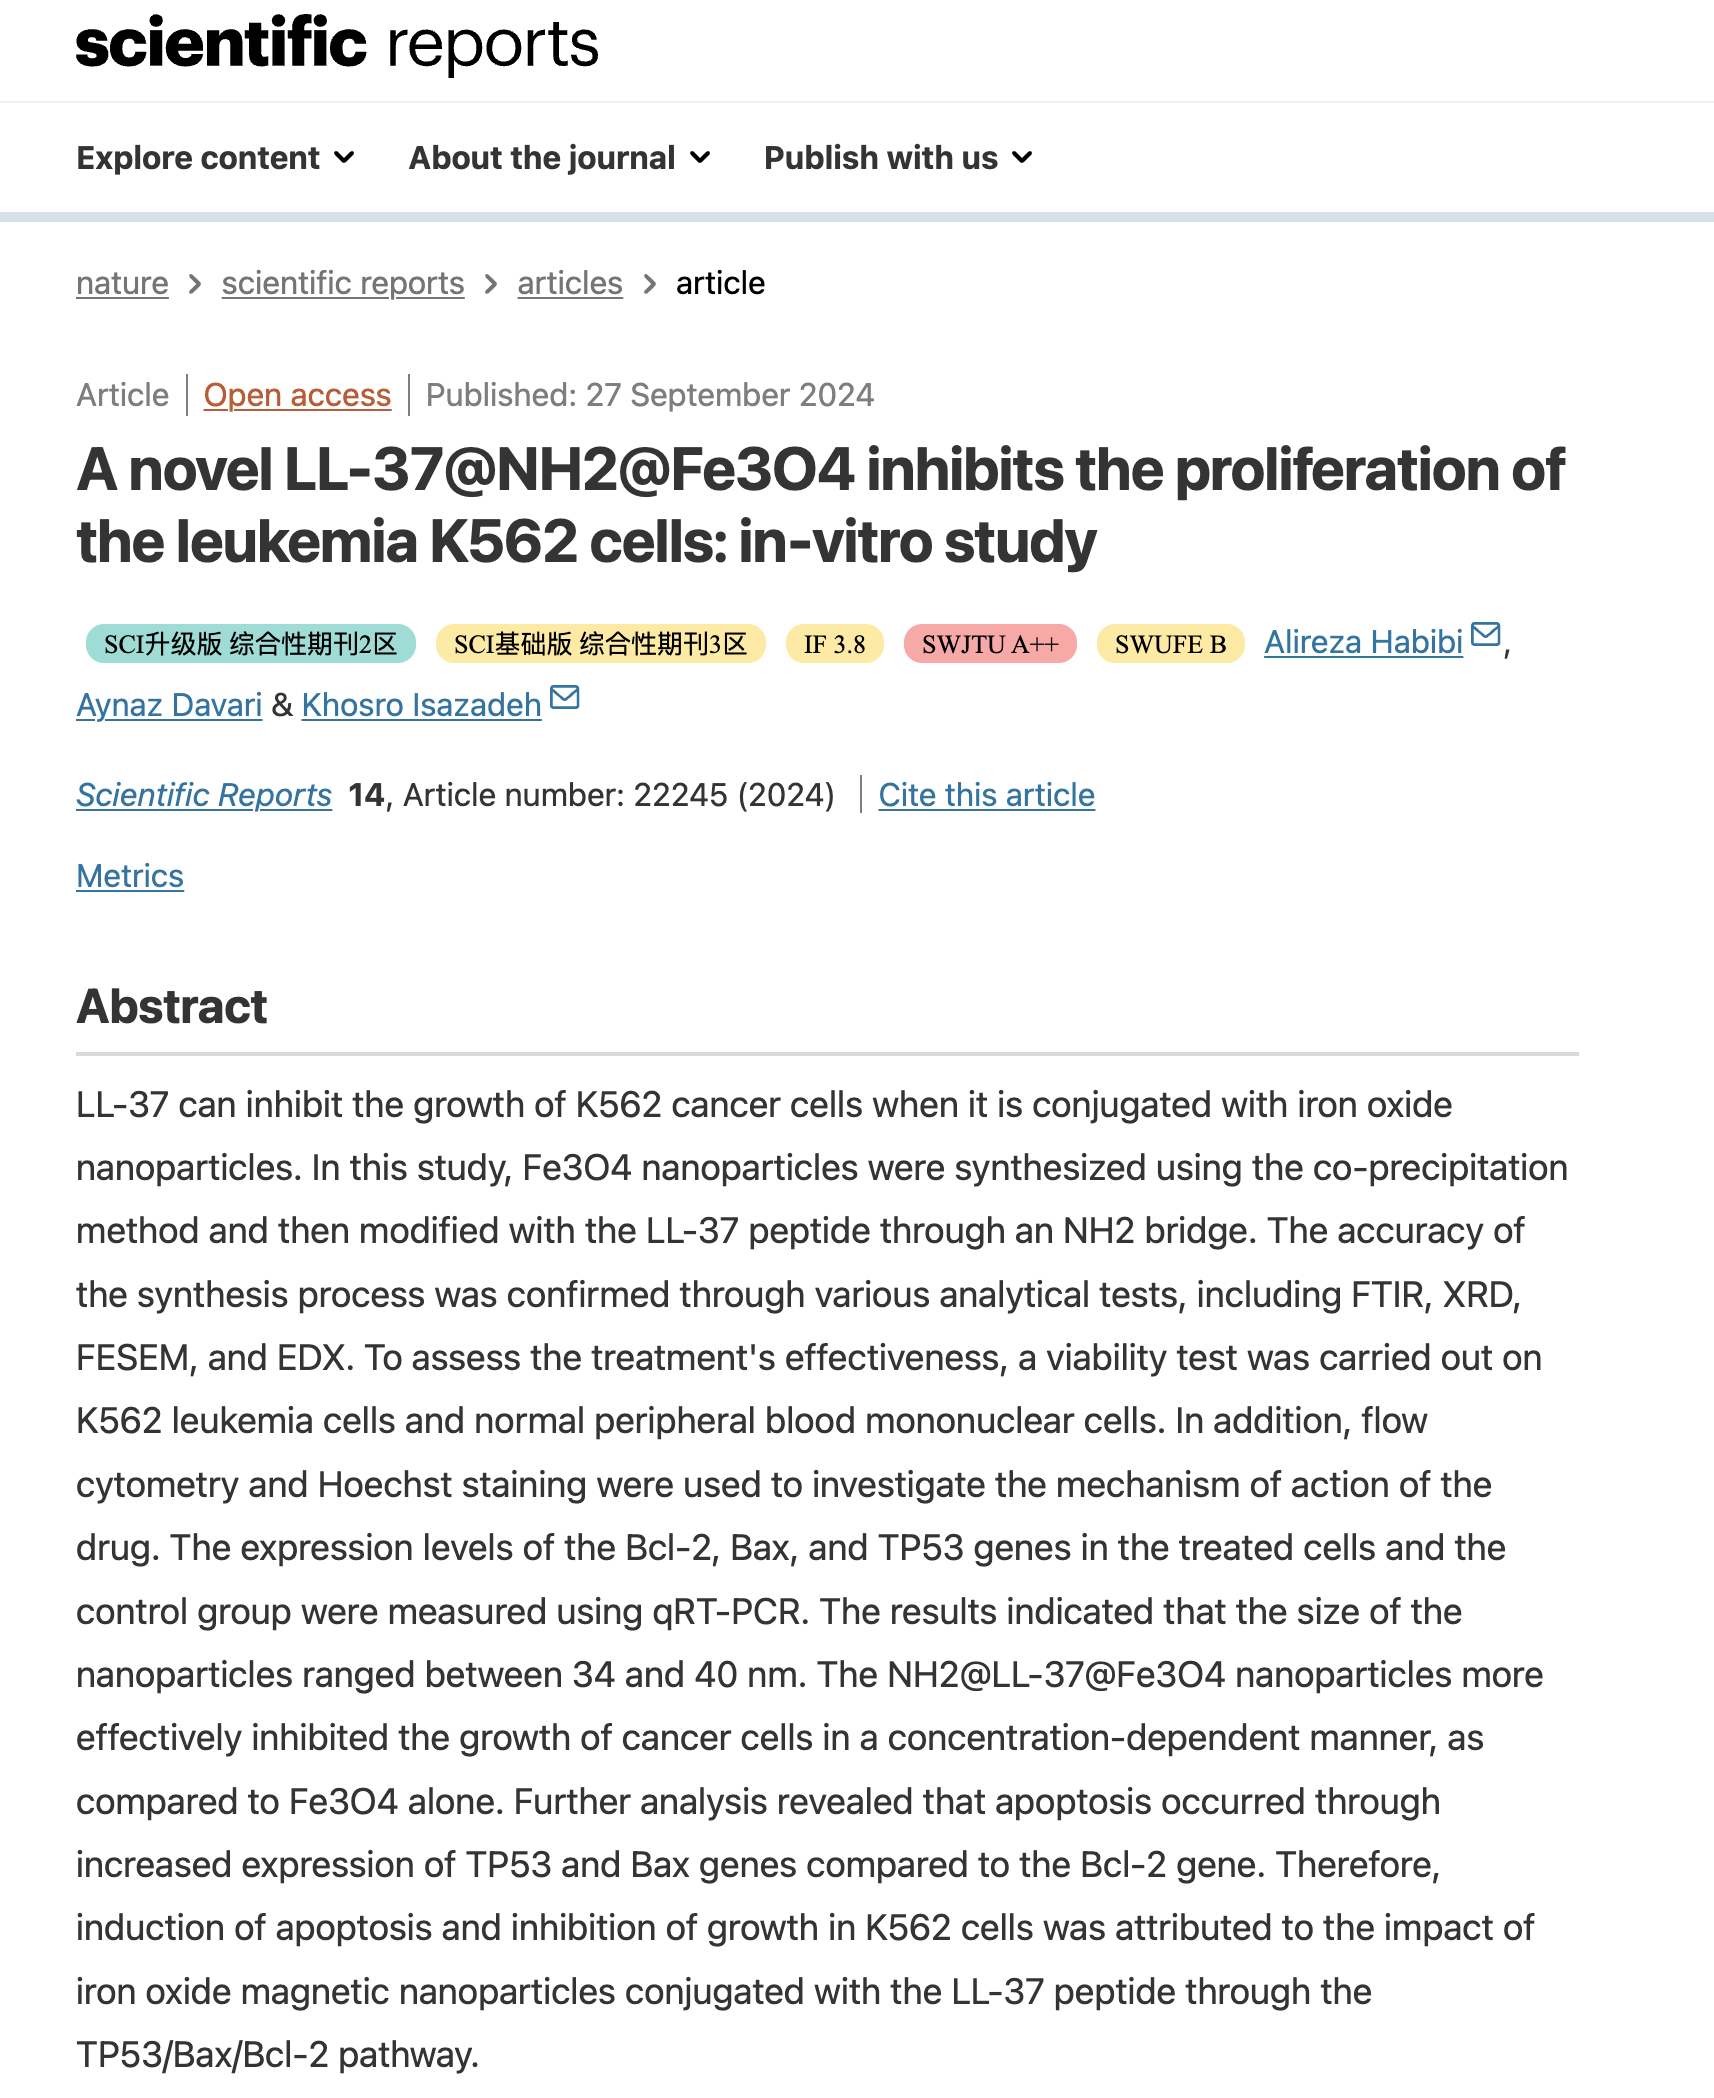 scientific reports
Explore content About the journal Publish with us
nature > scientific reports > articles > article
Article | Open access | Published: 27 September 2024
A novel LL-37@NH2@Fe3O4 inhibits the proliferation of
the leukemia K562 cells: in-vitro study
SCI升级版 综合性期刊2区 SCI基础版 综合性期刊3区 IF 3.8 SWJTU A++ SWUFE B Alireza Habibi,
Aynaz Davari & Khosro Isazadeh
Scientific Reports 14, Article number: 22245 (2024) | Cite this article
Metrics
Abstract
LL-37 can inhibit the growth of K562 cancer cells when it is conjugated with iron oxide
nanoparticles. In this study, Fe3O4 nanoparticles were synthesized using the co-precipitation
method and then modified with the LL-37 peptide through an NH2 bridge. The accuracy of
the synthesis process was confirmed through various analytical tests, including FTIR, XRD,
FESEM, and EDX. To assess the treatment's effectiveness, a viability test was carried out on
K562 leukemia cells and normal peripheral blood mononuclear cells. In addition, flow
cytometry and Hoechst staining were used to investigate the mechanism of action of the
drug. The expression levels of the Bcl-2, Bax, and TP53 genes in the treated cells and the
control group were measured using qRT-PCR. The results indicated that the size of the
nanoparticles ranged between 34 and 40 nm. The NH2@LL-37@Fe3O4 nanoparticles more
effectively inhibited the growth of cancer cells in a concentration-dependent manner, as
compared to Fe3O4 alone. Further analysis revealed that apoptosis occurred through
increased expression of TP53 and Bax genes compared to the Bcl-2 gene. Therefore,
induction of apoptosis and inhibition of growth in K562 cells was attributed to the impact of
iron oxide magnetic nanoparticles conjugated with the LL-37 peptide through the
TP53/Bax/Bcl-2 pathway.